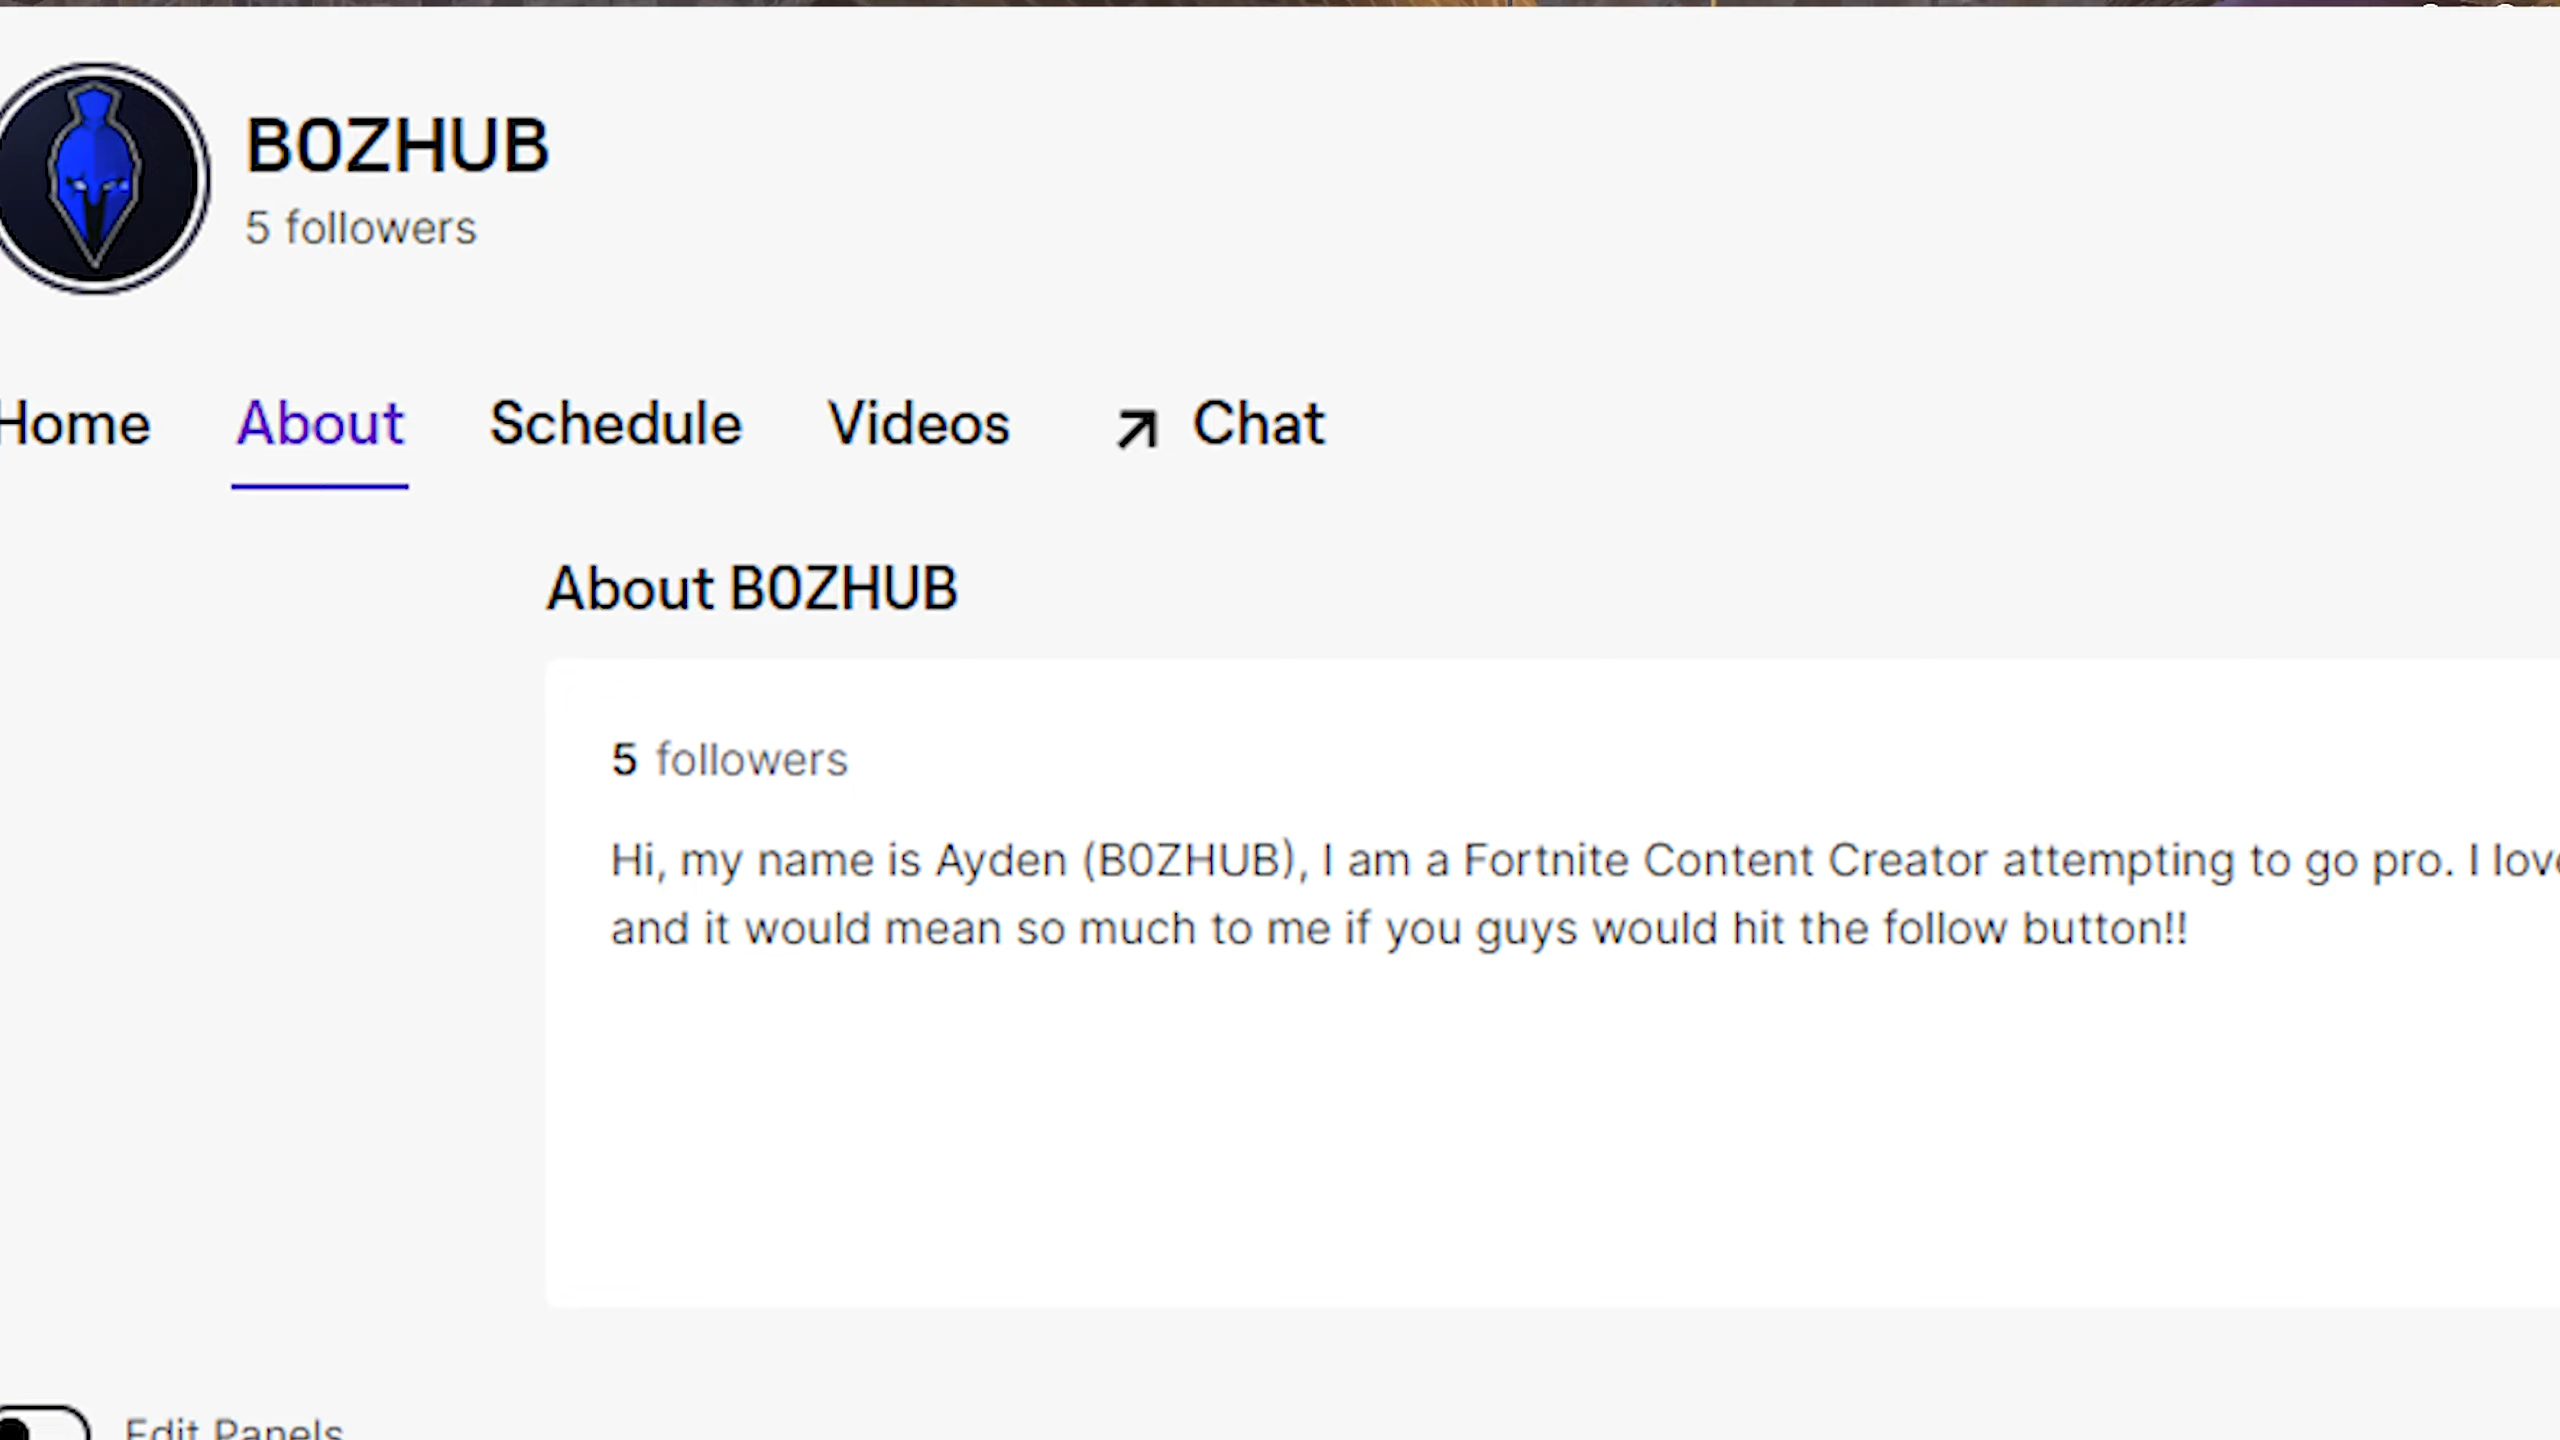 B0ZHUB
5 followers
Home About Schedule Videos Chat
About B0ZHUB
5 followers
Hi, my name is Ayden (B0ZHUB), I am a Fortnite Content Creator attempting to go pro. I love
and it would mean so much to me if you guys would hit the follow button!!
Edit Panels